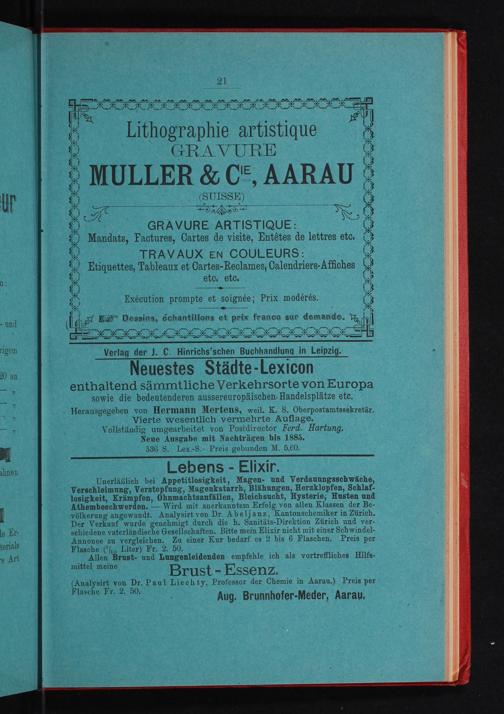 21
Lithographie artistique
GRAVURE
MULLER & CIE, AARAU
(SUISSE)
GRAVURE ARTISTIQUE:
Mandats, Factures, Cartes de visite, Entêtes de lettres etc.
TRAVAUX EN COULEURS:
Etiquettes, Tableaux et Cartes-Reclames, Calendriers-Affiches
etc. etc.
Exécution prompte et soignée; Prix modérés.
Dessins, échantillons et prix franco sur demande.
Verlag der J. C. Hinrichs'schen Buchhandlung in Leipzig.
Neuestes Städte-Lexicon
enthaltend sämmtliche Verkehrsorte von Europa
sowie die bedeutenderen aussereuropäischen Handelsplätze etc.
Herausgegeben von Hermann Mertens, weil. K. S. Oberpostamtssekretär.
Vierte wesentlich vermehrte Auflage.
Vollständig umgearbeitet von Postdirector Ferd. Hartung.
Neue Ausgabe mit Nachträgen bis 1885.
536 S. Lex.-8.- Preis gebunden M. 5,60.
Lebens-Elixir.
Unerläßlich bei Appetitlosigkeit, Magen- und Verdauungsschwäche,
Verschleimung, Verstopfung, Magenkatarrh, Blähungen, Herzklopfen, Schlaf-
losigkeit, Krämpfen, Ohnmachtsanfällen, Bleichsucht, Hysterie, Husten und
Athembeschwerden. — Wird mit anerkanntem Erfolg von allen Klassen der Be-
völkerung angewandt. Analysirt von Dr. Abeljanz, Kantonschemiker in Zürich.
Der Verkauf wurde genehmigt durch die h. Sanitäts-Direktion Zürich und ver-
schiedene vaterländische Gesellschaften. Bitte mein Elixir nicht mit einer Schwindel-
Annonce zu vergleichen. Zu einer Kur bedarf es 2 bis 6 Flaschen. Preis per
Flasche (1/10 Liter) Fr. 2. 50.
Allen Brust- und Lungenleidenden empfehle ich als vortreffliches Hilfs-
mittel meine
Brust-Essenz.
(Analysirt von Dr. Paul Liechty, Professor der Chemie in Aarau.) Preis per
Flasche Fr. 2. 50.
Aug. Brunnhofer-Meder, Aarau.